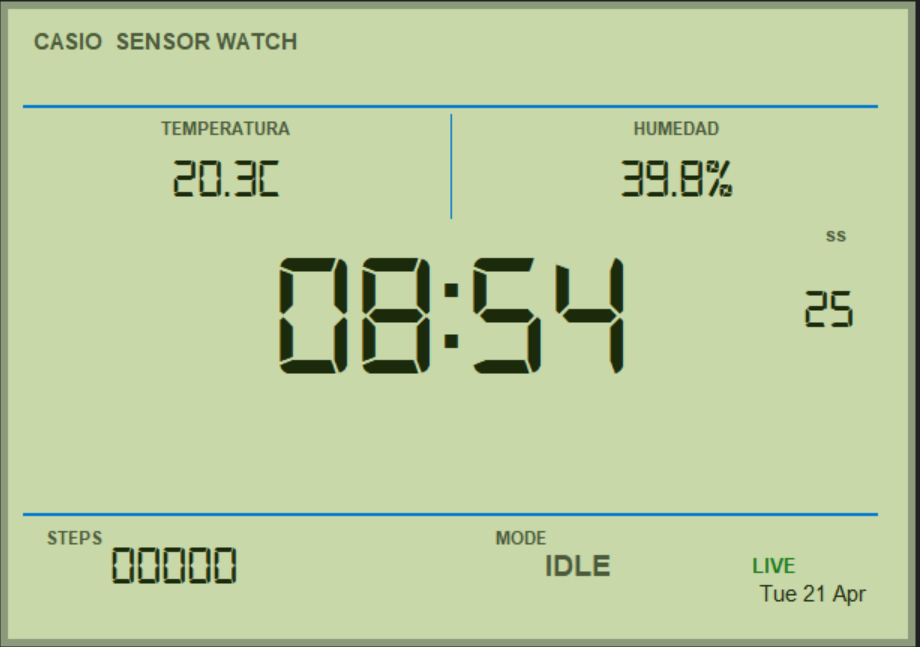 CASIO SENSOR WATCH
TEMPERATURA
HUMEDAD
20.3C
39.8%
ss
08:54
25
STEPS
00000
MODE
IDLE
LIVE
Tue 21 Apr